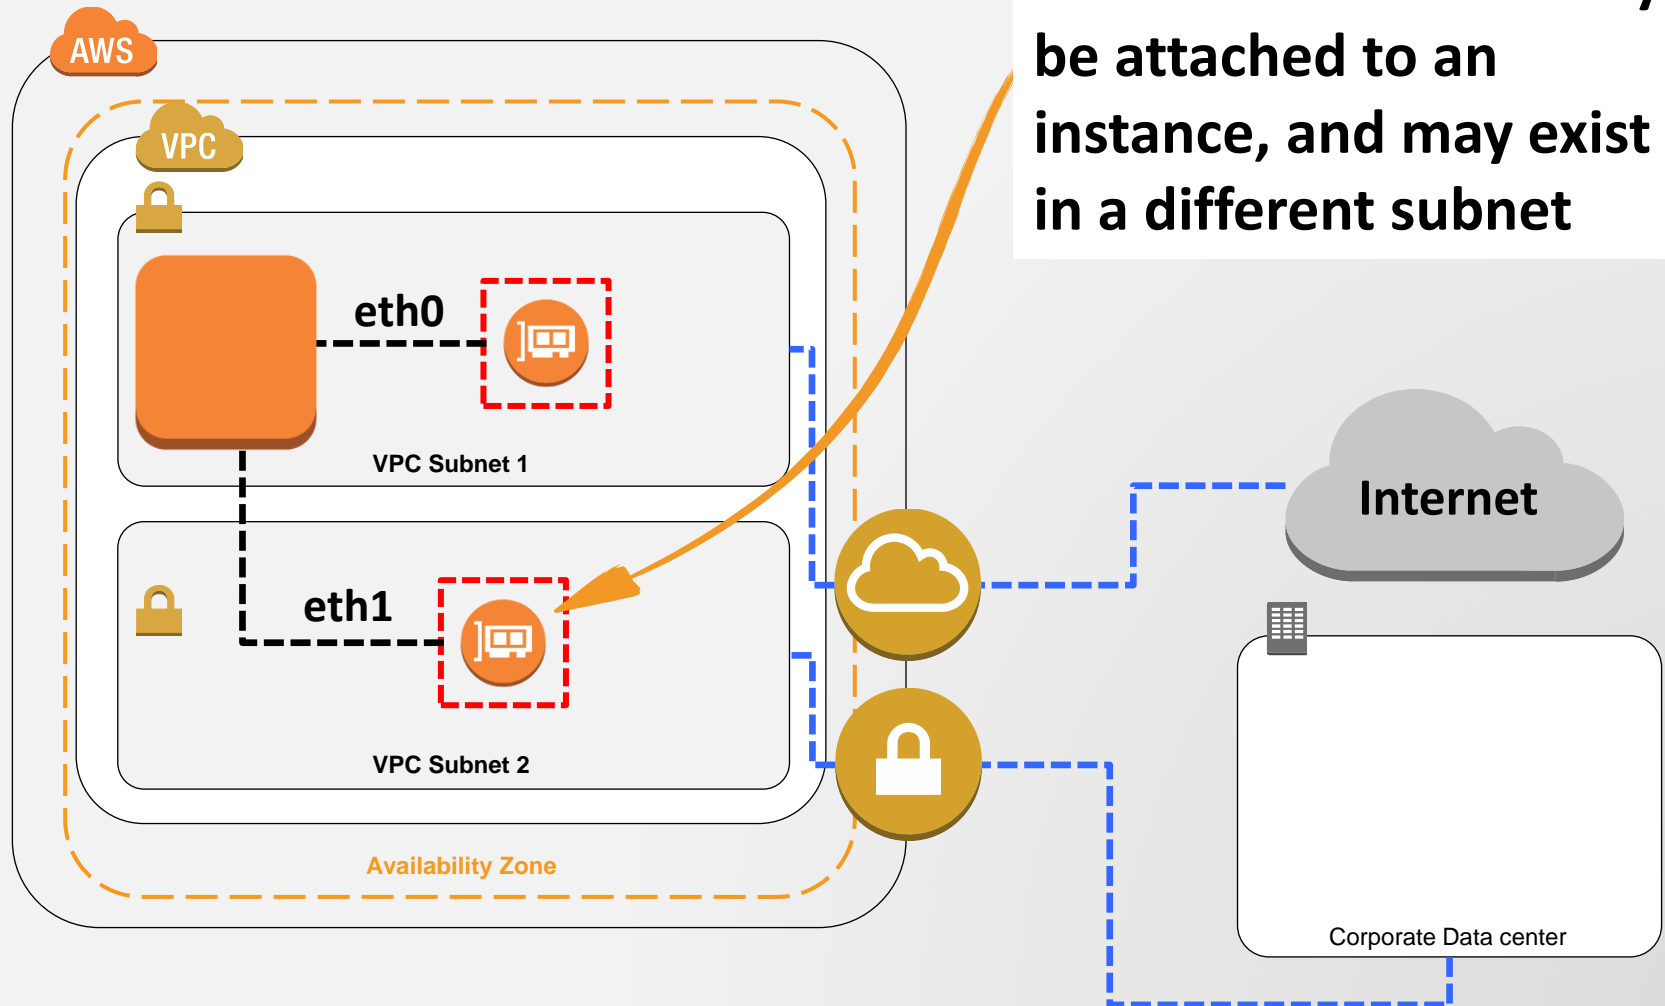 AWS
be attached to an
instance, and may exist
in a different subnet
VPC
eth0
VPC Subnet 1
Internet
eth1
VPC Subnet 2
Availability Zone
Corporate Data center